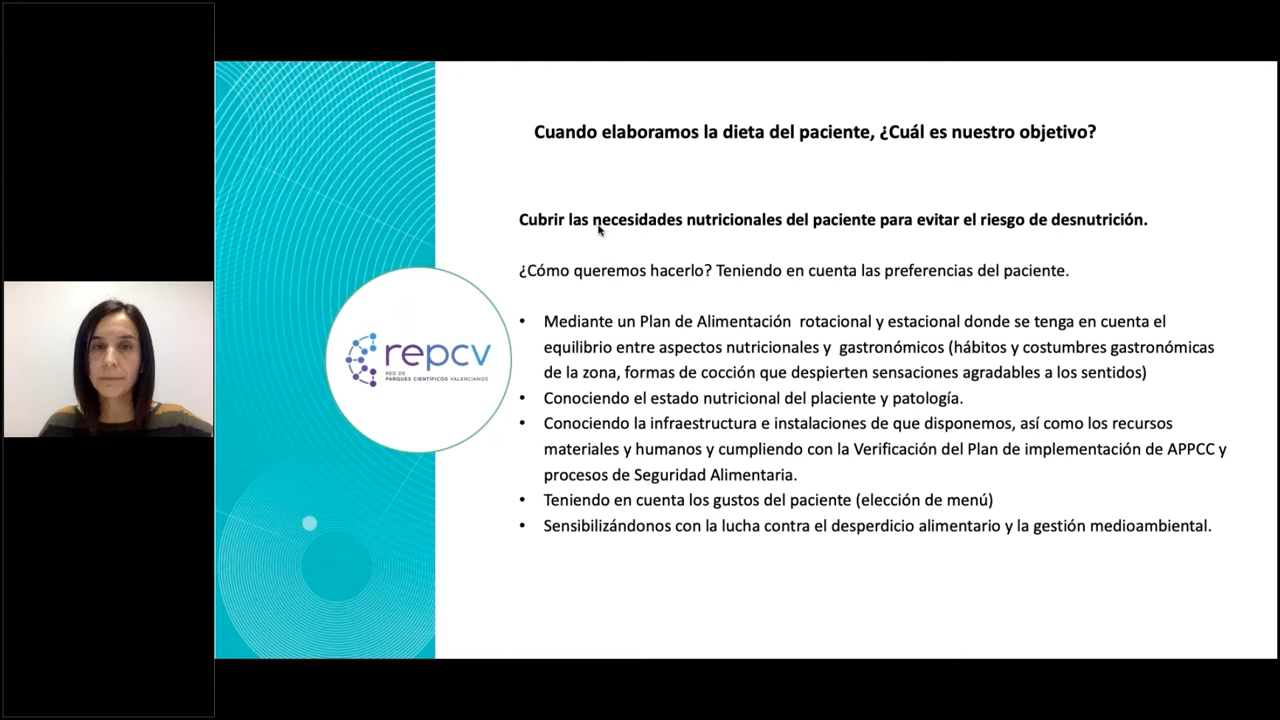 Cuando elaboramos la dieta del paciente, ¿Cuál es nuestro objetivo?
Cubrir las necesidades nutricionales del paciente para evitar el riesgo de desnutrición.
¿Cómo queremos hacerlo? Teniendo en cuenta las preferencias del paciente.
• Mediante un Plan de Alimentación rotacional y estacional donde se tenga en cuenta el
equilibrio entre aspectos nutricionales y gastronómicos (hábitos y costumbres gastronómicas
de la zona, formas de cocción que despierten sensaciones agradables a los sentidos)
• Conociendo el estado nutricional del placiente y patología.
• Conociendo la infraestructura e instalaciones de que disponemos, así como los recursos
materiales y humanos y cumpliendo con la Verificación del Plan de implementación de APPCC y
procesos de Seguridad Alimentaria.
• Teniendo en cuenta los gustos del paciente (elección de menú)
• Sensibilizándonos con la lucha contra el desperdicio alimentario y la gestión medioambiental.
repcv
RED DE
PARQUES CIENTÍFICOS VALENCIANOS